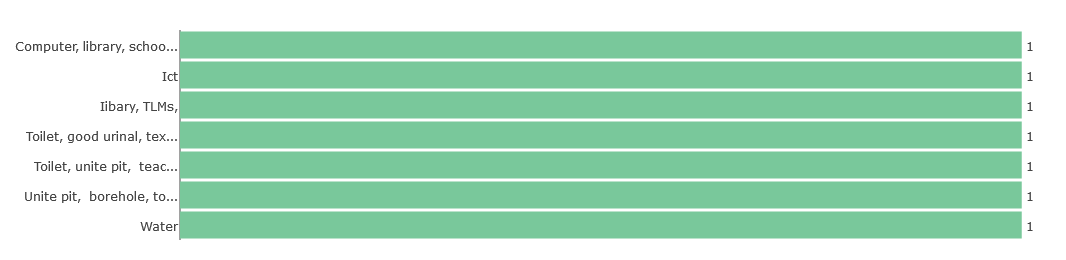 Computer, library, schoo... 1
Ict 1
Iibary, TLMs, 1
Toilet, good urinal, tex... 1
Toilet, unite pit,  teac... 1
Unite pit,  borehole, to... 1
Water 1